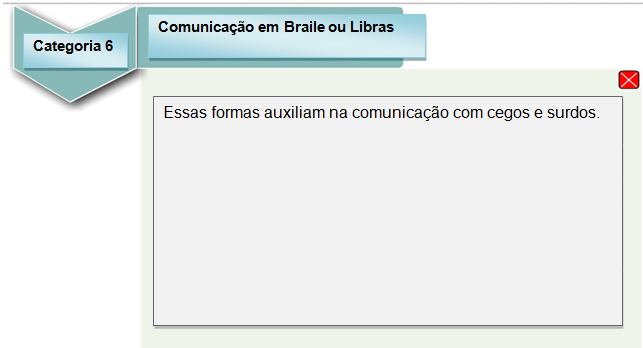 Comunicação em Braile ou Libras
Categoria 6
Essas formas auxiliam na comunicação com cegos e surdos.